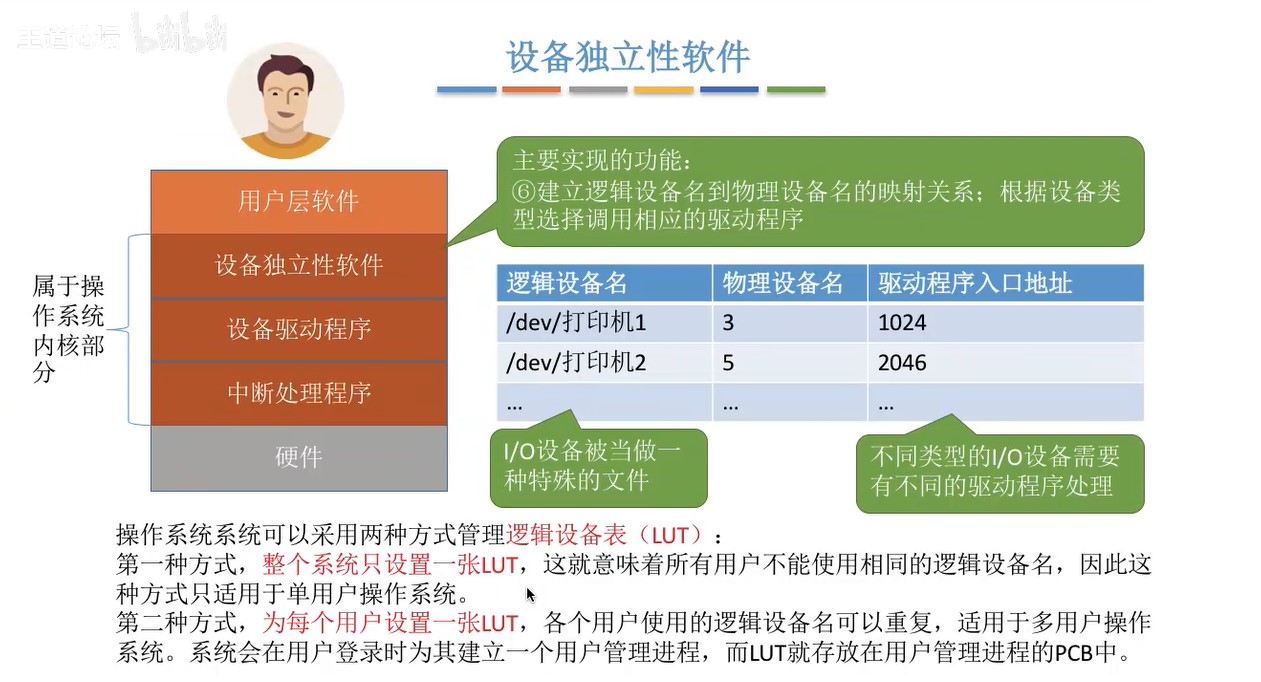 王道论坛 bilibili
设备独立性软件
主要实现的功能：
⑥建立逻辑设备名到物理设备名的映射关系；根据设备类
型选择调用相应的驱动程序
用户层软件
设备独立性软件
设备驱动程序
中断处理程序
硬件
属于操
作系统
内核部
分
逻辑设备名 物理设备名 驱动程序入口地址
/dev/打印机1 3 1024
/dev/打印机2 5 2046
... ... ...
I/O设备被当做一
种特殊的文件
不同类型的I/O设备需要
有不同的驱动程序处理
操作系统系统可以采用两种方式管理逻辑设备表（LUT）：
第一种方式，整个系统只设置一张LUT，这就意味着所有用户不能使用相同的逻辑设备名，因此这
种方式只适用于单用户操作系统。
第二种方式，为每个用户设置一张LUT，各个用户使用的逻辑设备名可以重复，适用于多用户操作
系统。系统会在用户登录时为其建立一个用户管理进程，而LUT就存放在用户管理进程的PCB中。